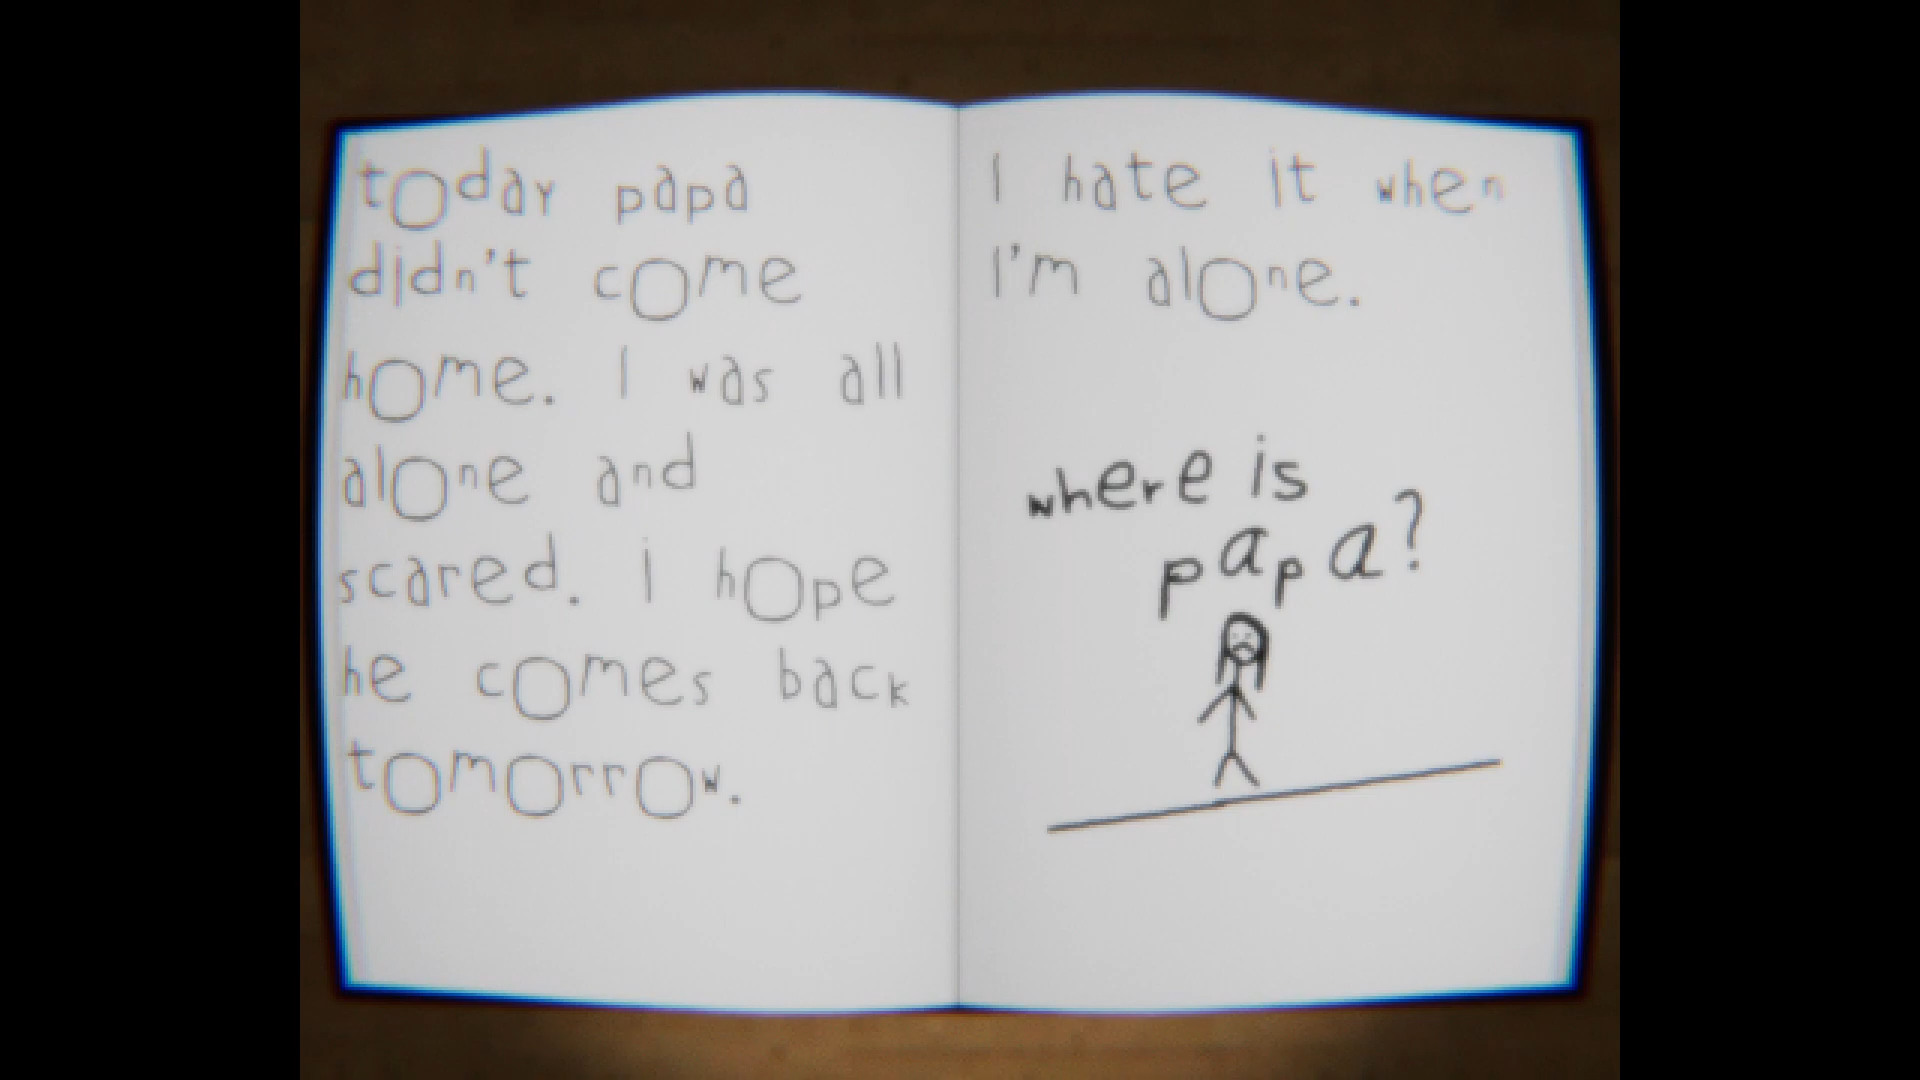 today papa
didn't come
home. I was all
alone and
scared. i hope
he comes back
tomorrow.
I hate it when
I'm alone.
where is
papa?